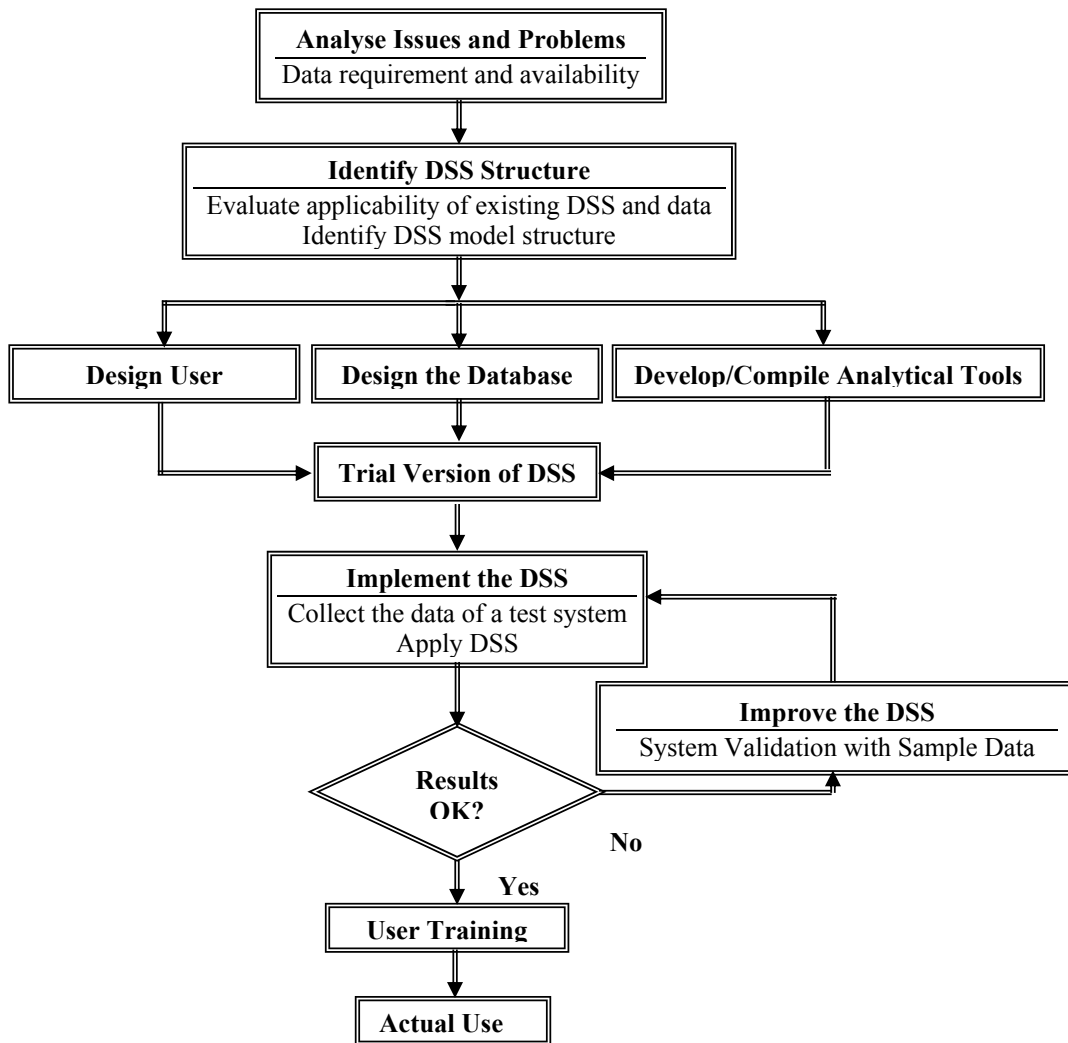 Analyse Issues and Problems
Data requirement and availability
Identify DSS Structure
Evaluate applicability of existing DSS and data
Identify DSS model structure
Design User
Design the Database
Develop/Compile Analytical Tools
Trial Version of DSS
Implement the DSS
Collect the data of a test system
Apply DSS
Improve the DSS
System Validation with Sample Data
Results
OK?
No
Yes
User Training
Actual Use